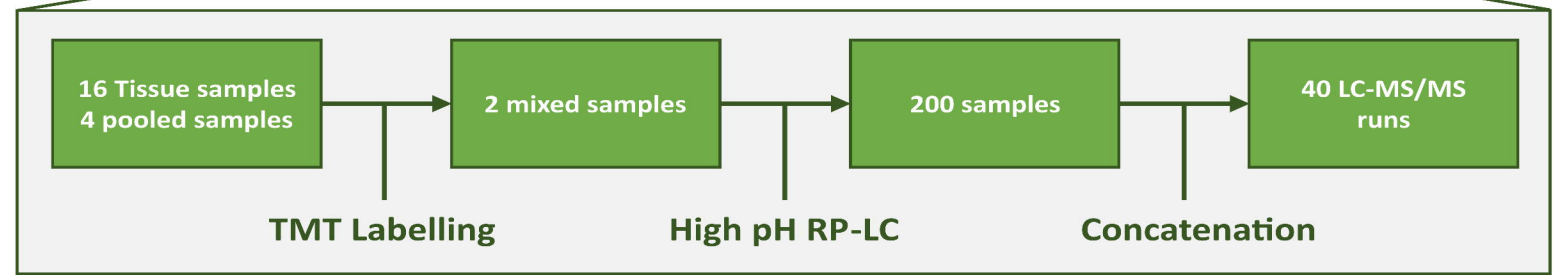 16 Tissue samples
4 pooled samples
2 mixed samples
200 samples
40 LC-MS/MS
runs
TMT Labelling
High pH RP-LC
Concatenation